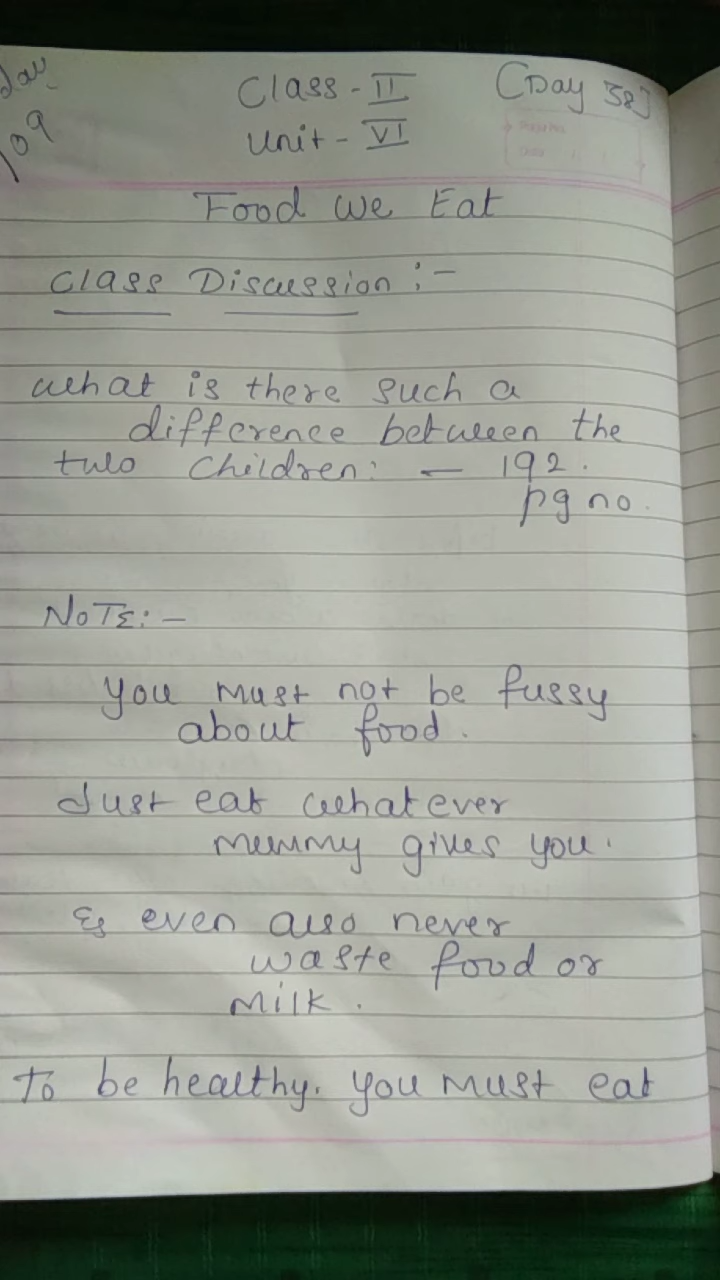 Class - II [Day 38]
Unit - VI
Food We Eat
Class Discussion :-
what is there such a
difference between the
two children: - 192.
pg no.
NOTE: -
you must not be fussy
about food.
Just eat whatever
mummy gives you.
& even also never
waste food or
milk.
To be healthy. you must eat